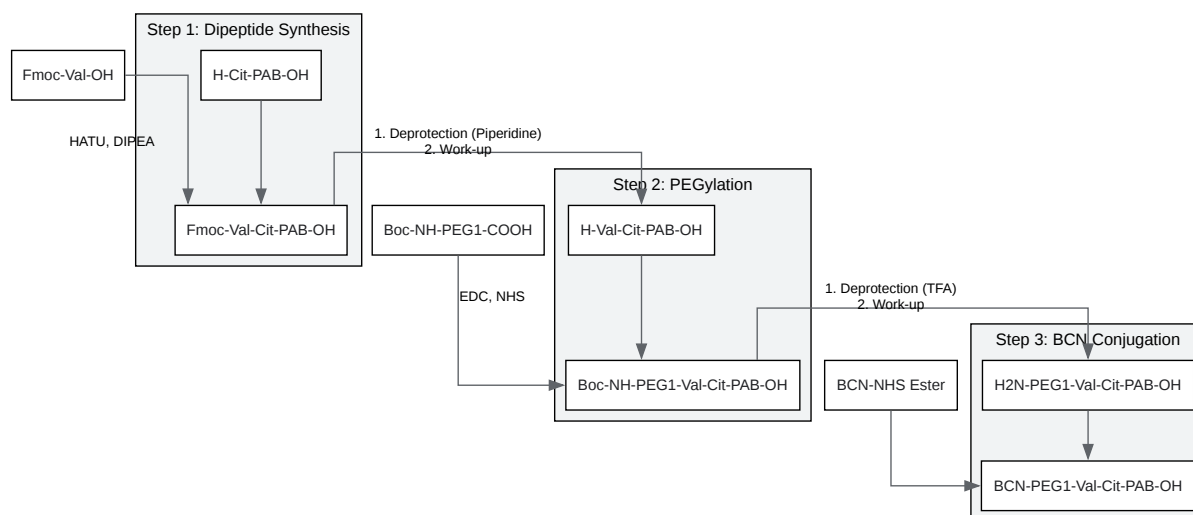 Step 1: Dipeptide Synthesis
Fmoc-Val-OH
H-Cit-PAB-OH
HATU, DIPEA
1. Deprotection (Piperidine)
2. Work-up
Step 2: PEGylation
Fmoc-Val-Cit-PAB-OH
Boc-NH-PEG1-COOH
H-Val-Cit-PAB-OH
EDC, NHS
1. Deprotection (TFA)
2. Work-up
Step 3: BCN Conjugation
Boc-NH-PEG1-Val-Cit-PAB-OH
BCN-NHS Ester
H2N-PEG1-Val-Cit-PAB-OH
BCN-PEG1-Val-Cit-PAB-OH